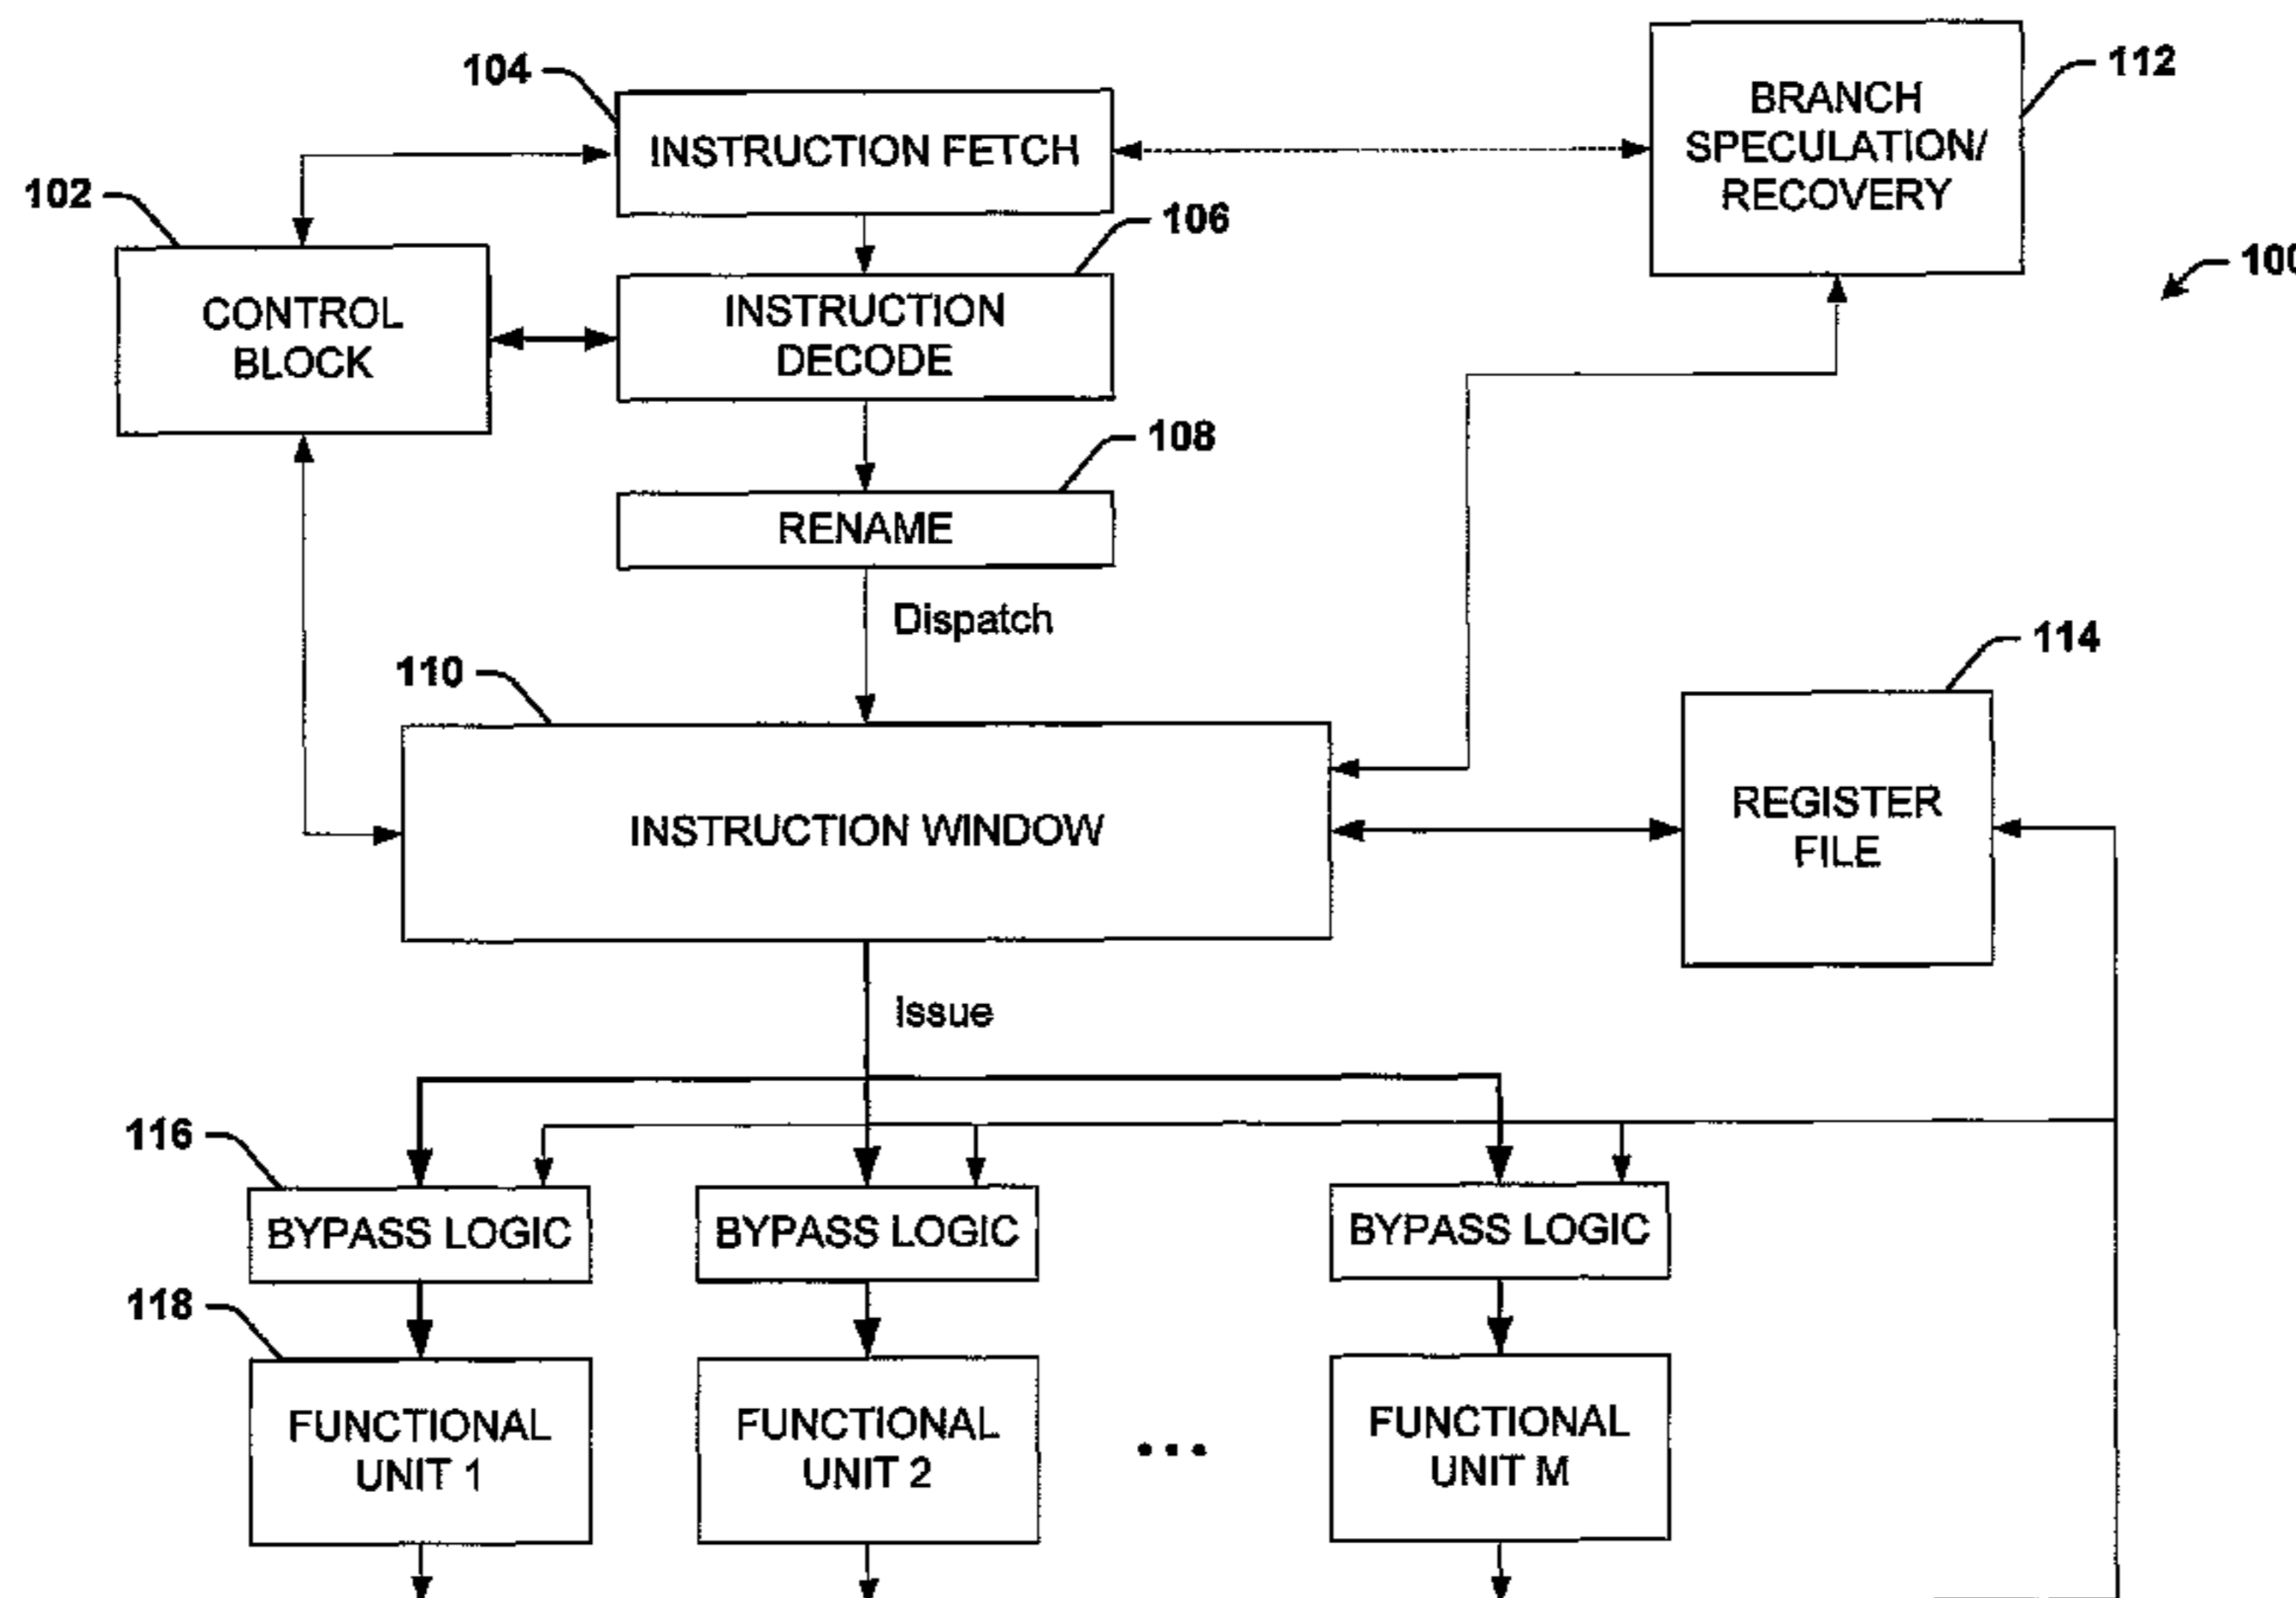 104
INSTRUCTION FETCH
BRANCH
SPECULATION/
RECOVERY
112
102
CONTROL
BLOCK
106
INSTRUCTION
DECODE
100
108
RENAME
Dispatch
110
INSTRUCTION WINDOW
114
REGISTER
FILE
Issue
116
BYPASS LOGIC
BYPASS LOGIC
BYPASS LOGIC
118
FUNCTIONAL
UNIT 1
FUNCTIONAL
UNIT 2
• • •
FUNCTIONAL
UNIT M